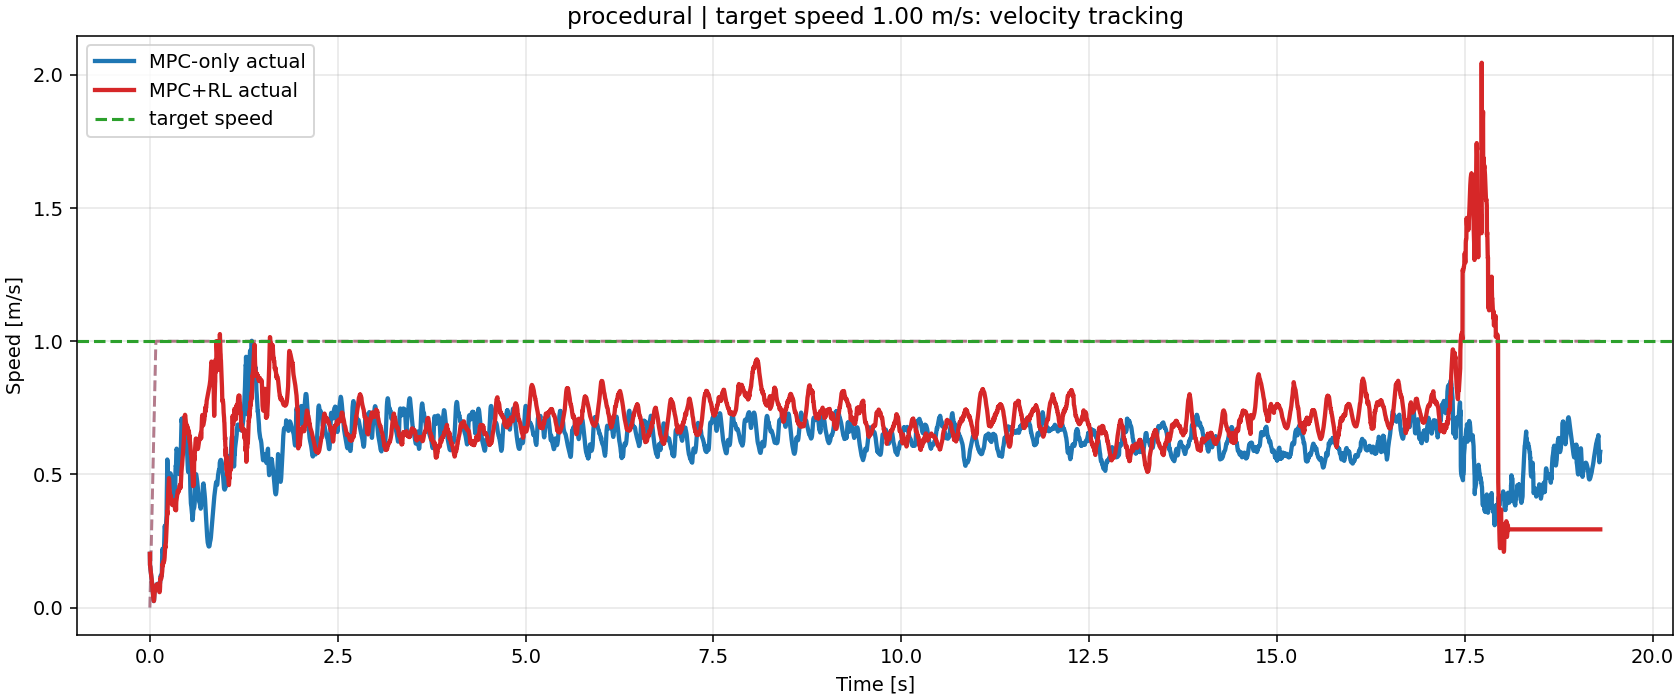 procedural | target speed 1.00 m/s: velocity tracking
MPC-only actual
MPC+RL actual
target speed
Speed [m/s]
2.0
1.5
1.0
0.5
0.0
0.0 2.5 5.0 7.5 10.0 12.5 15.0 17.5 20.0
Time [s]